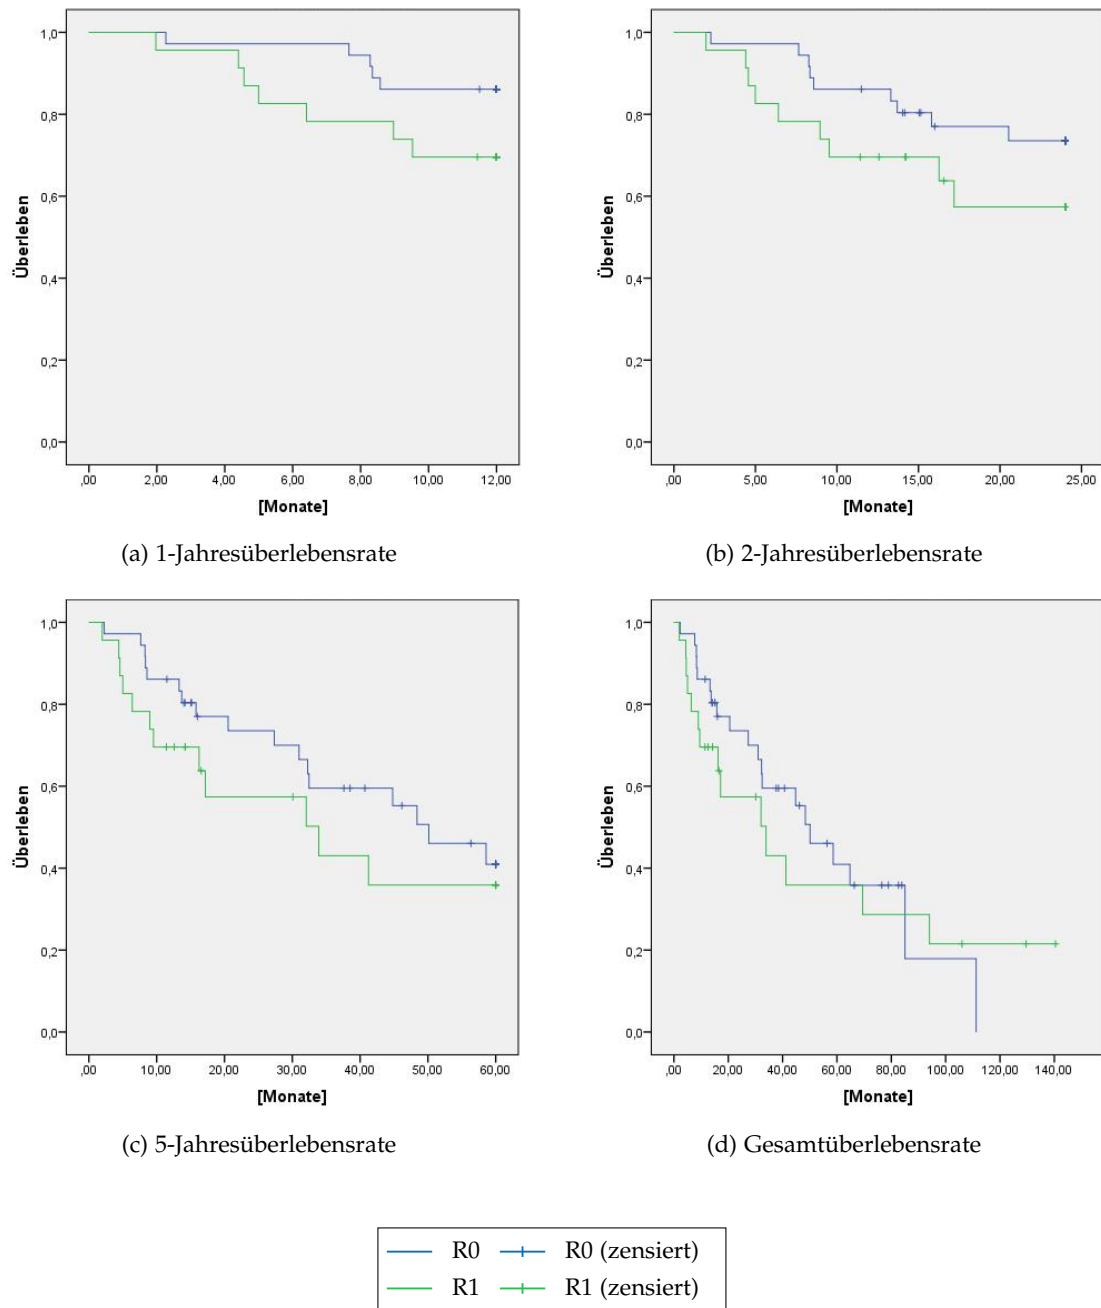 1,0
0,8
0,6
0,4
0,2
0,0
Überleben
,00 2,00 4,00 6,00 8,00 10,00 12,00
[Monate]
(a) 1-Jahresüberlebensrate
1,0
0,8
0,6
0,4
0,2
0,0
Überleben
,00 5,00 10,00 15,00 20,00 25,00
[Monate]
(b) 2-Jahresüberlebensrate
1,0
0,8
0,6
0,4
0,2
0,0
Überleben
,00 10,00 20,00 30,00 40,00 50,00 60,00
[Monate]
(c) 5-Jahresüberlebensrate
1,0
0,8
0,6
0,4
0,2
0,0
Überleben
,00 20,00 40,00 60,00 80,00 100,00 120,00 140,00
[Monate]
(d) Gesamtüberlebensrate
R0 R0 (zensiert)
R1 R1 (zensiert)